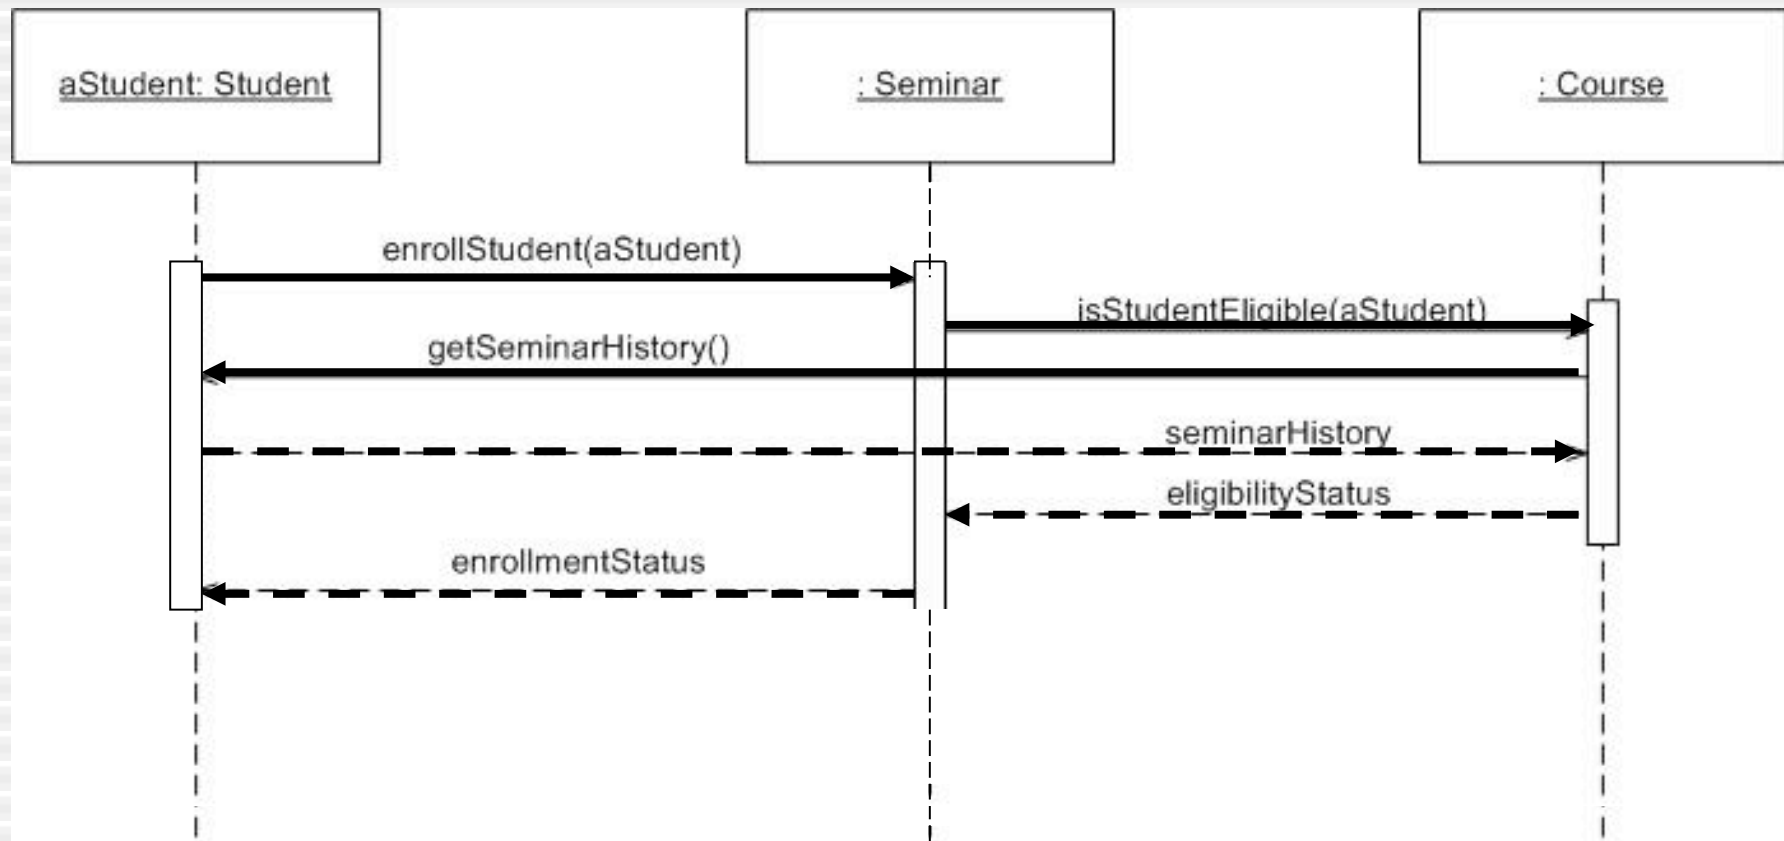 aStudent: Student
: Seminar
: Course
enrollStudent(aStudent)
isStudentEligible(aStudent)
getSeminarHistory()
seminarHistory
eligibilityStatus
enrollmentStatus